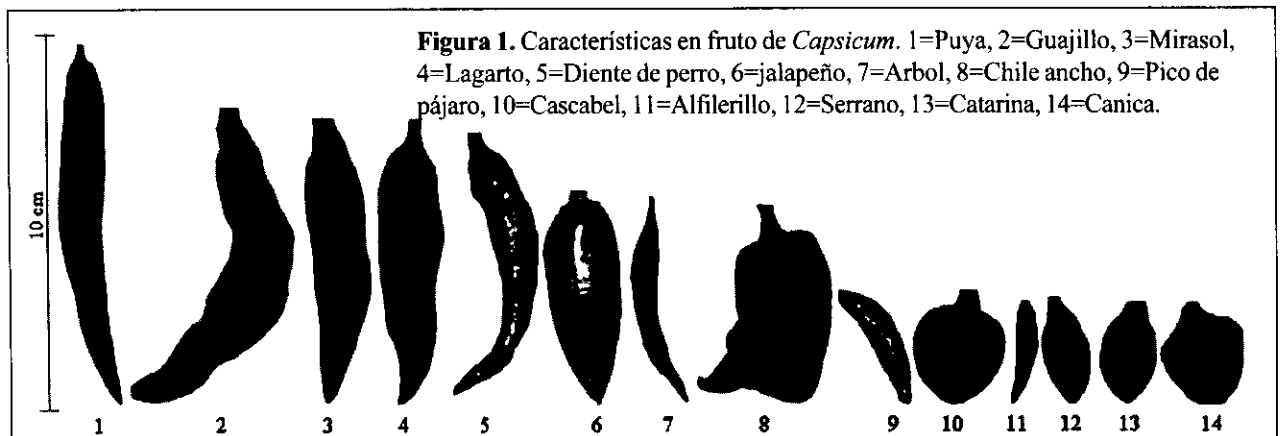 Figura 1. Características en fruto de Capsicum. 1=Puya, 2=Guajillo, 3=Mirasol,
4=Lagarto, 5=Diente de perro, 6=jalapeño, 7=Arbol, 8=Chile ancho, 9=Pico de
pájaro, 10=Cascabel, 11=Alfilerillo, 12=Serrano, 13=Catarina, 14=Canica.
10 cm
1 2 3 4 5 6 7 8 9 10 11 12 13 14